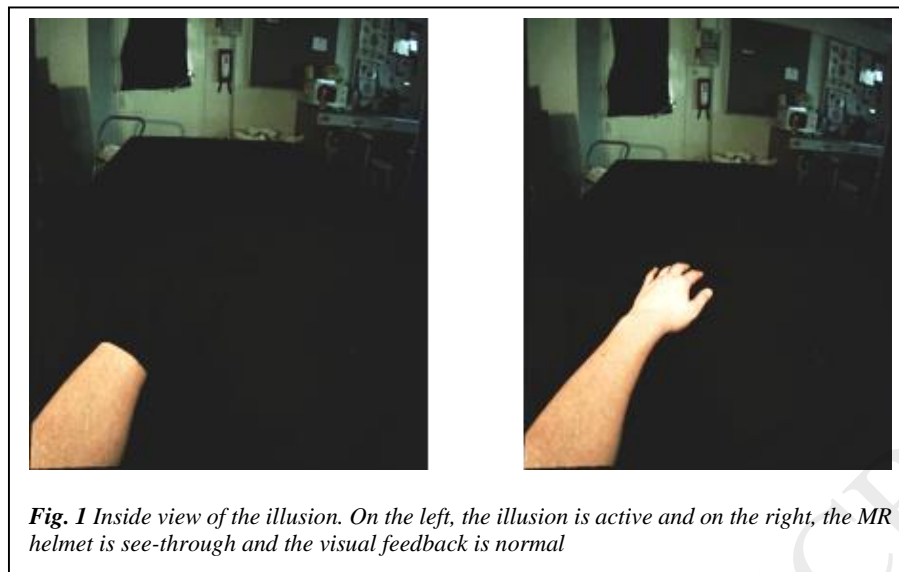 Fig. 1 Inside view of the illusion. On the left, the illusion is active and on the right, the MR
helmet is see-through and the visual feedback is normal